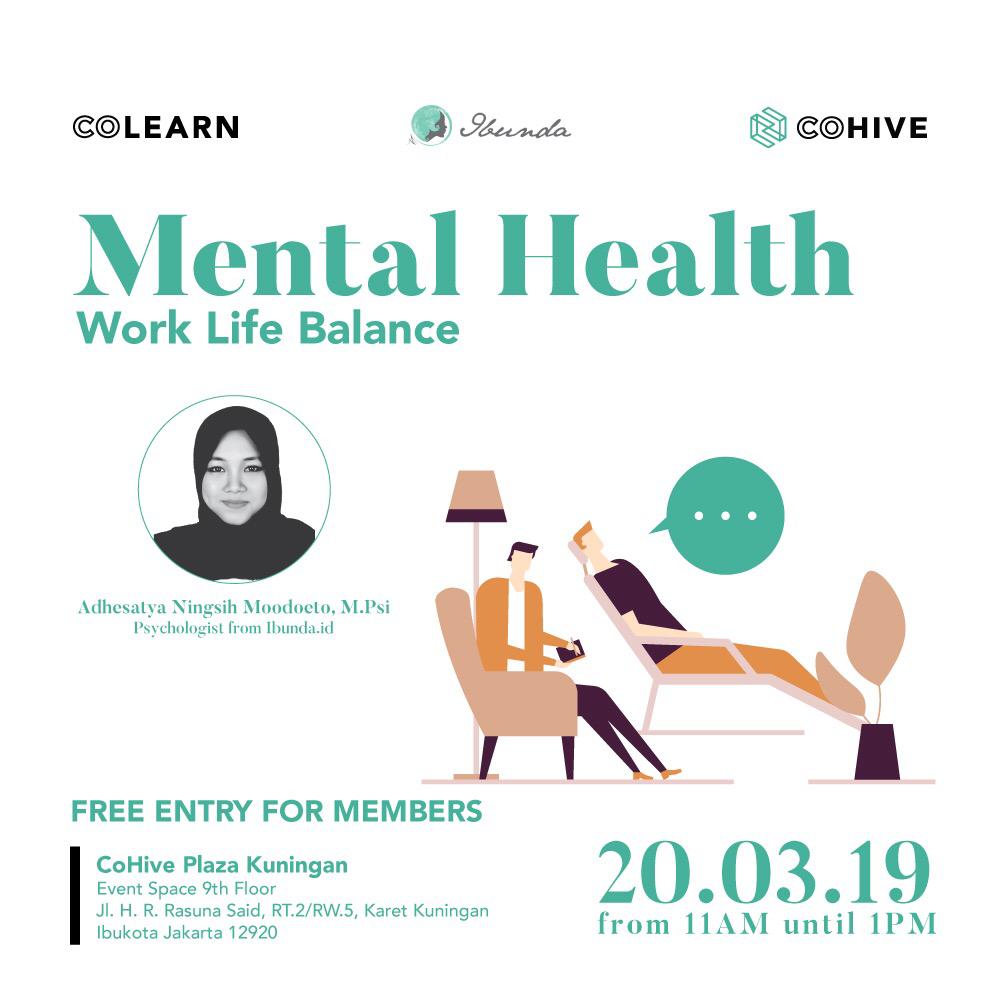 COLEARN
Ibunda
COHIVE
Mental Health
Work Life Balance
Adhesatya Ningsih Moodoeto, M.Psi
Psychologist from Ibunda.id
FREE ENTRY FOR MEMBERS
CoHive Plaza Kuningan
Event Space 9th Floor
Jl. H. R. Rasuna Said, RT.2/RW.5, Karet Kuningan
Ibukota Jakarta 12920
20.03.19
from 11AM until 1PM